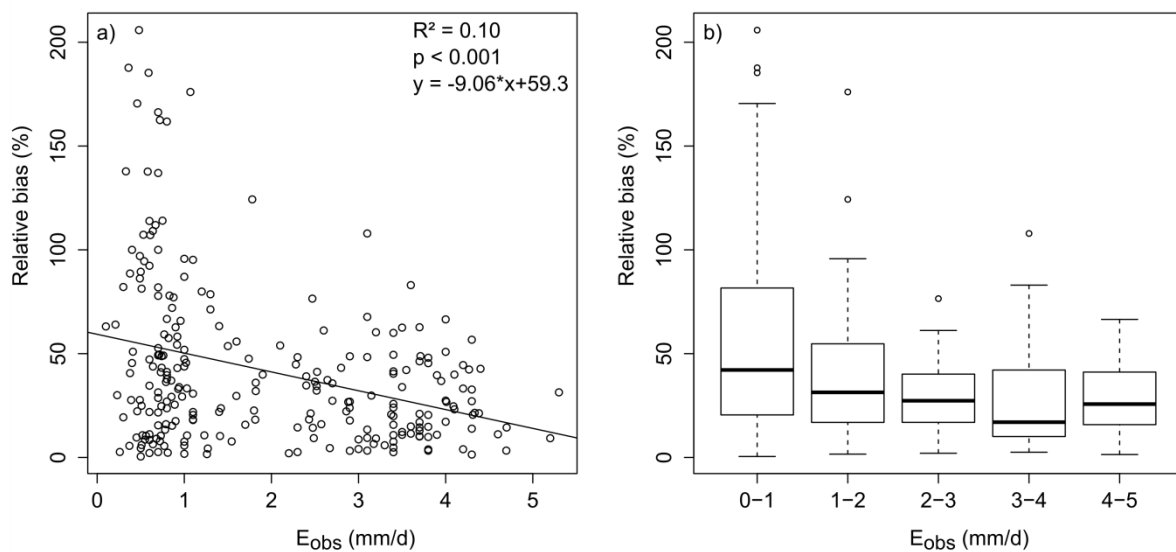 a)
R² = 0.10
p < 0.001
y = -9.06*x+59.3
Relative bias (%)
200
150
100
50
0
0 1 2 3 4 5
Eobs (mm/d)
b)
Relative bias (%)
200
150
100
50
0
0−1 1−2 2−3 3−4 4−5
Eobs (mm/d)